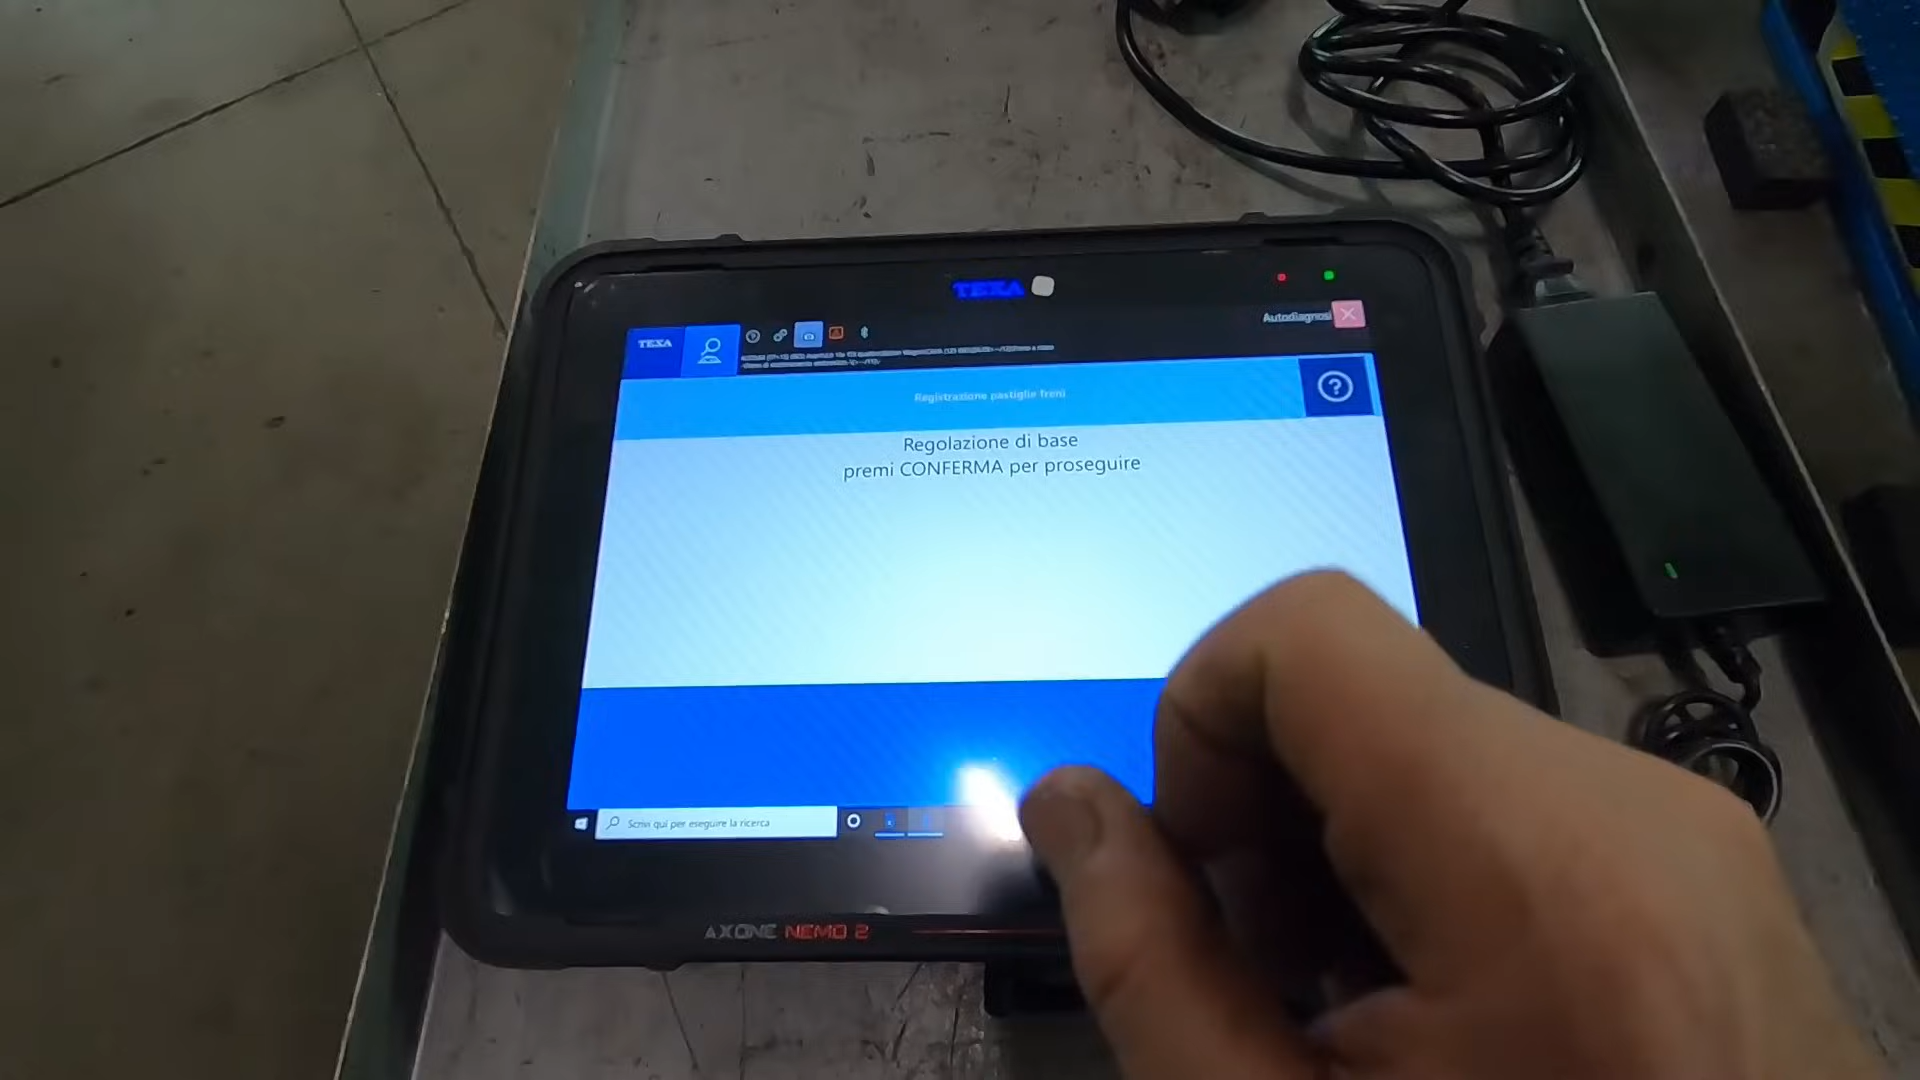 TEXA
Autodiagnosi
TEXA
Registrazione pastiglie freni
Regolazione di base
premi CONFERMA per proseguire
Scrivi qui per eseguire la ricerca
AXONE NEMO 2